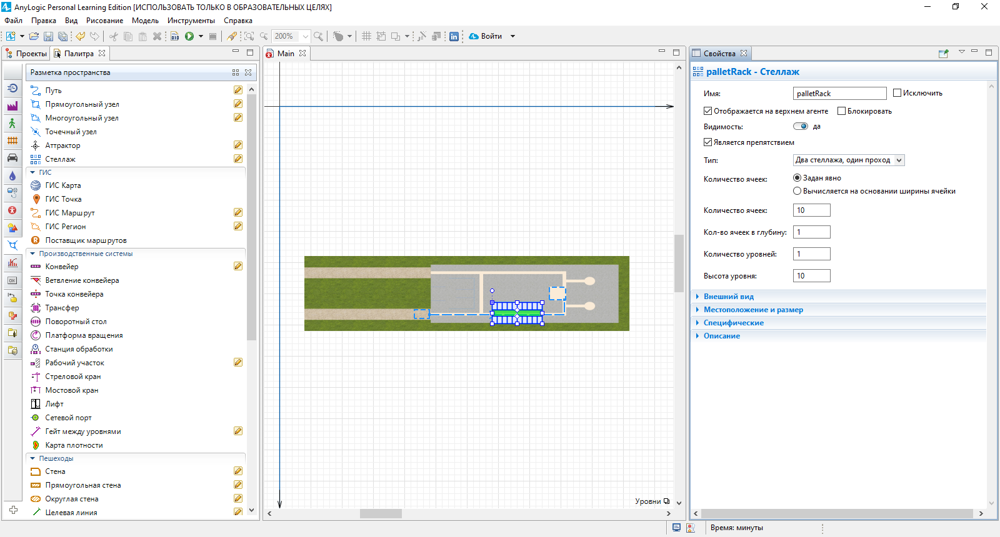 AnyLogic Personal Learning Edition [ИСПОЛЬЗОВАТЬ ТОЛЬКО В ОБРАЗОВАТЕЛЬНЫХ ЦЕЛЯХ]
Файл Правка Вид Рисование Модель Инструменты Справка
200% Войти
Проекты Палитра
Разметка пространства
Путь
Прямоугольный узел
Многоугольный узел
Точечный узел
Аттрактор
Стеллаж
ГИС
ГИС Карта
ГИС Точка
ГИС Маршрут
ГИС Регион
Поставщик маршрутов
Производственные системы
Конвейер
Ветвление конвейера
Точка конвейера
Трансфер
Поворотный стол
Платформа вращения
Станция обработки
Рабочий участок
Стреловой кран
Мостовой кран
Лифт
Сетевой порт
Гейт между уровнями
Карта плотности
Пешеходы
Стена
Прямоугольная стена
Округлая стена
Целевая линия
Main
Уровни
Свойства
palletRack - Стеллаж
Имя: palletRack Исключить
Отображается на верхнем агенте Блокировать
Видимость: да
Является препятствием
Тип: Два стеллажа, один проход
Количество ячеек: Задан явно
Вычисляется на основании ширины ячейки
Количество ячеек: 10
Кол-во ячеек в глубину: 1
Количество уровней: 1
Высота уровня: 10
Внешний вид
Местоположение и размер
Специфические
Описание
Время: минуты